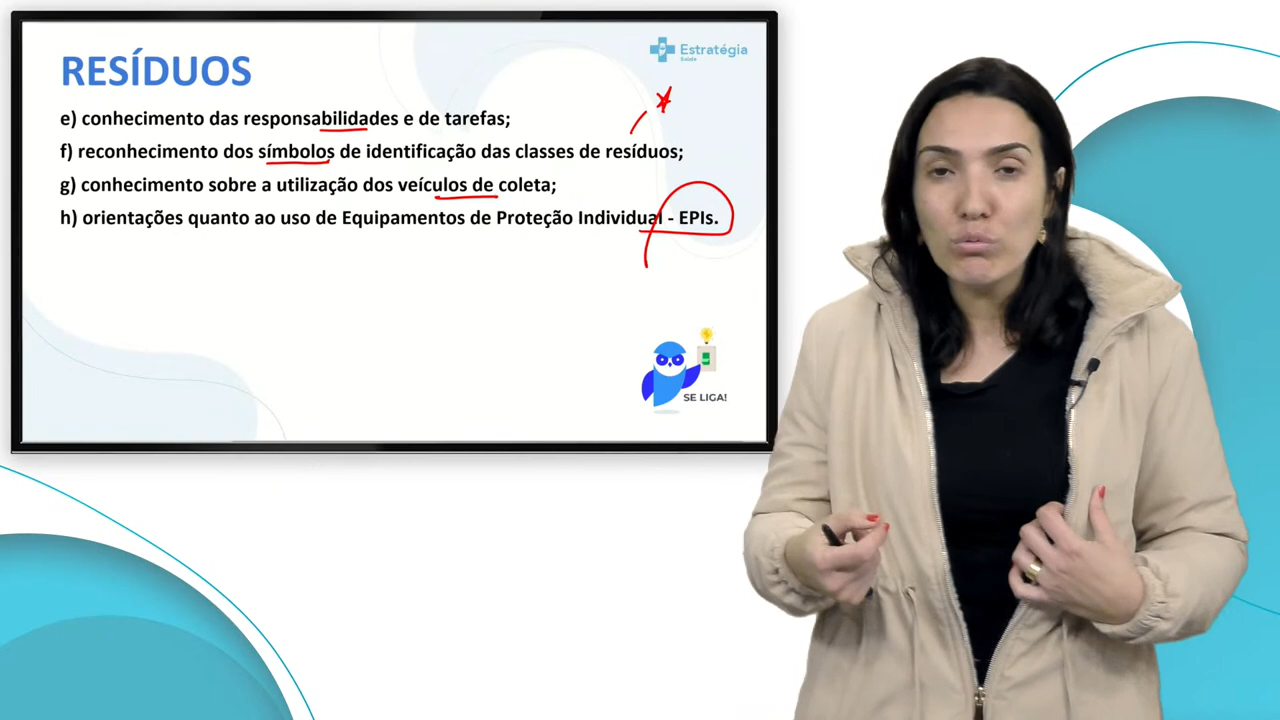 RESÍDUOS
Estratégia
Saúde
e) conhecimento das responsabilidades e de tarefas;
f) reconhecimento dos símbolos de identificação das classes de resíduos;
g) conhecimento sobre a utilização dos veículos de coleta;
h) orientações quanto ao uso de Equipamentos de Proteção Individual - EPIs.
SE LIGA!